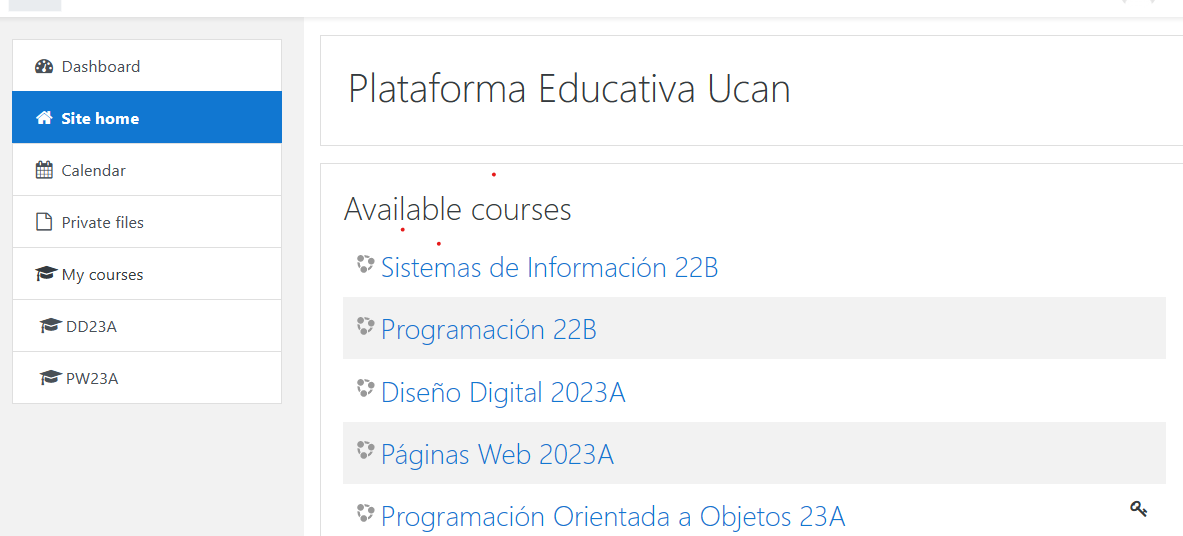 Dashboard
Site home
Calendar
Private files
My courses
DD23A
PW23A
Plataforma Educativa Ucan
Available courses
Sistemas de Información 22B
Programación 22B
Diseño Digital 2023A
Páginas Web 2023A
Programación Orientada a Objetos 23A